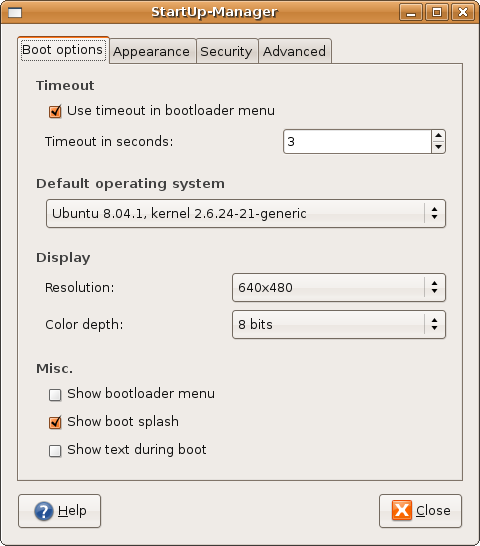 StartUp-Manager
Boot options Appearance Security Advanced
Timeout
Use timeout in bootloader menu
Timeout in seconds: 3
Default operating system
Ubuntu 8.04.1, kernel 2.6.24-21-generic
Display
Resolution: 640x480
Color depth: 8 bits
Misc.
Show bootloader menu
Show boot splash
Show text during boot
Help Close